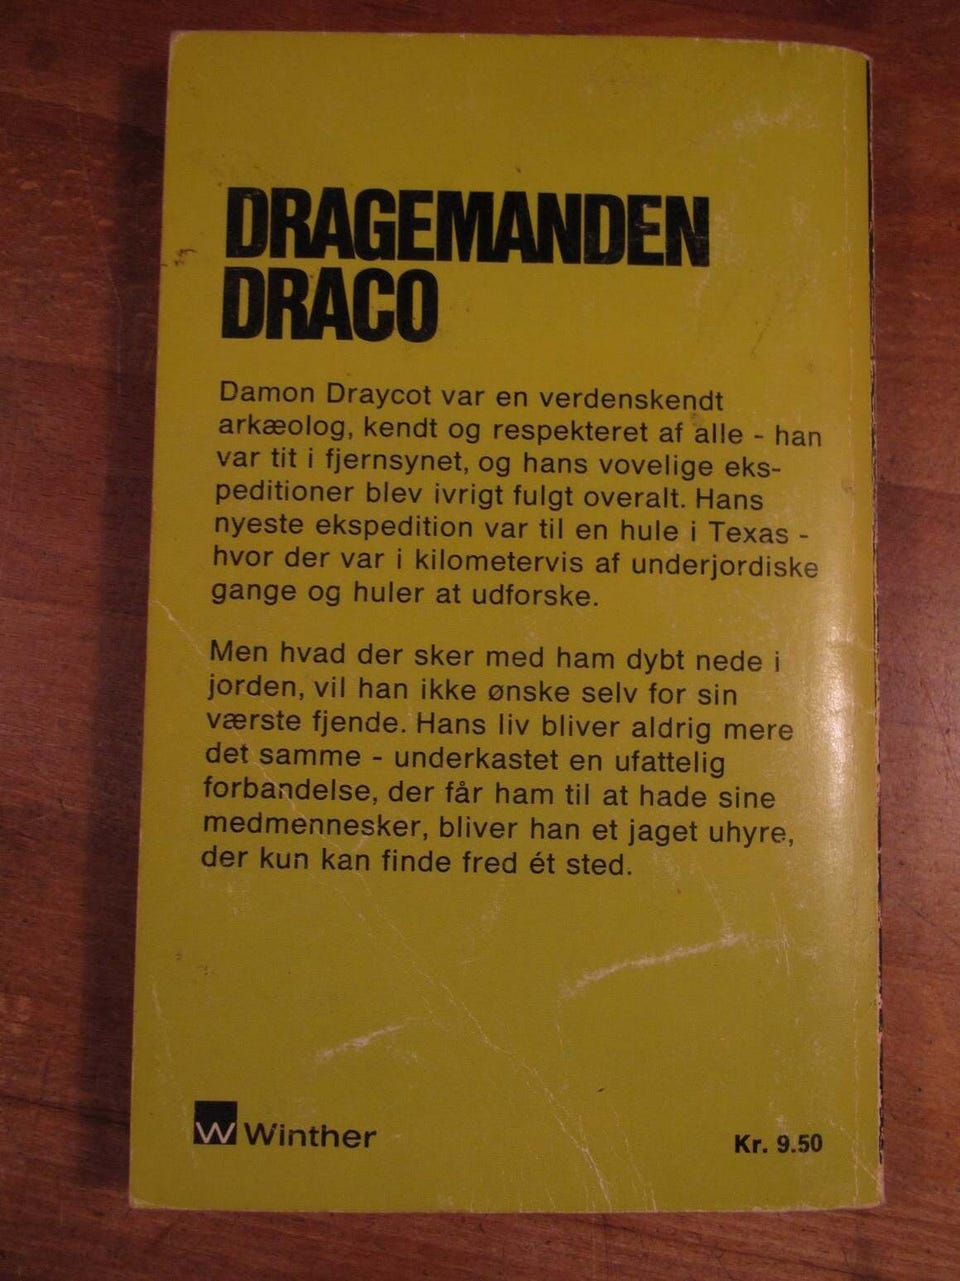 DRAGEMANDEN
DRACO
Damon Draycot var en verdenskendt
arkæolog, kendt og respekteret af alle - han
var tit i fjernsynet, og hans vovelige eks-
peditioner blev ivrigt fulgt overalt. Hans
nyeste ekspedition var til en hule i Texas -
hvor der var i kilometervis af underjordiske
gange og huler at udforske.
Men hvad der sker med ham dybt nede i
jorden, vil han ikke ønske selv for sin
værste fjende. Hans liv bliver aldrig mere
det samme - underkastet en ufattelig
forbandelse, der får ham til at hade sine
medmennesker, bliver han et jaget uhyre,
der kun kan finde fred ét sted.
W Winther
Kr. 9.50